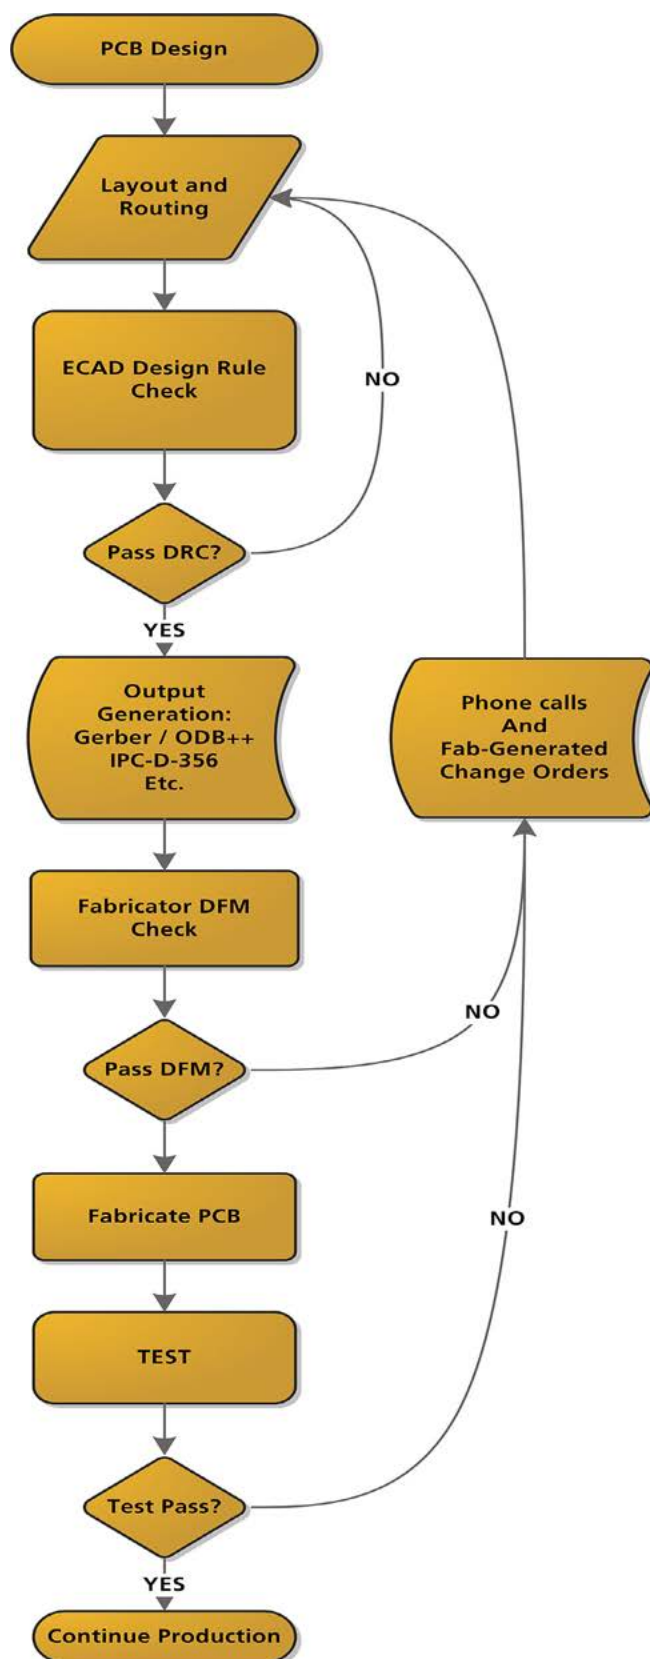 PCB Design
Layout and
Routing
ECAD Design Rule
Check
NO
Pass DRC?
YES
Output
Generation:
Gerber / ODB++
IPC-D-356
Etc.
Phone calls
And
Fab-Generated
Change Orders
Fabricator DFM
Check
NO
Pass DFM?
Fabricate PCB
NO
TEST
Test Pass?
YES
Continue Production